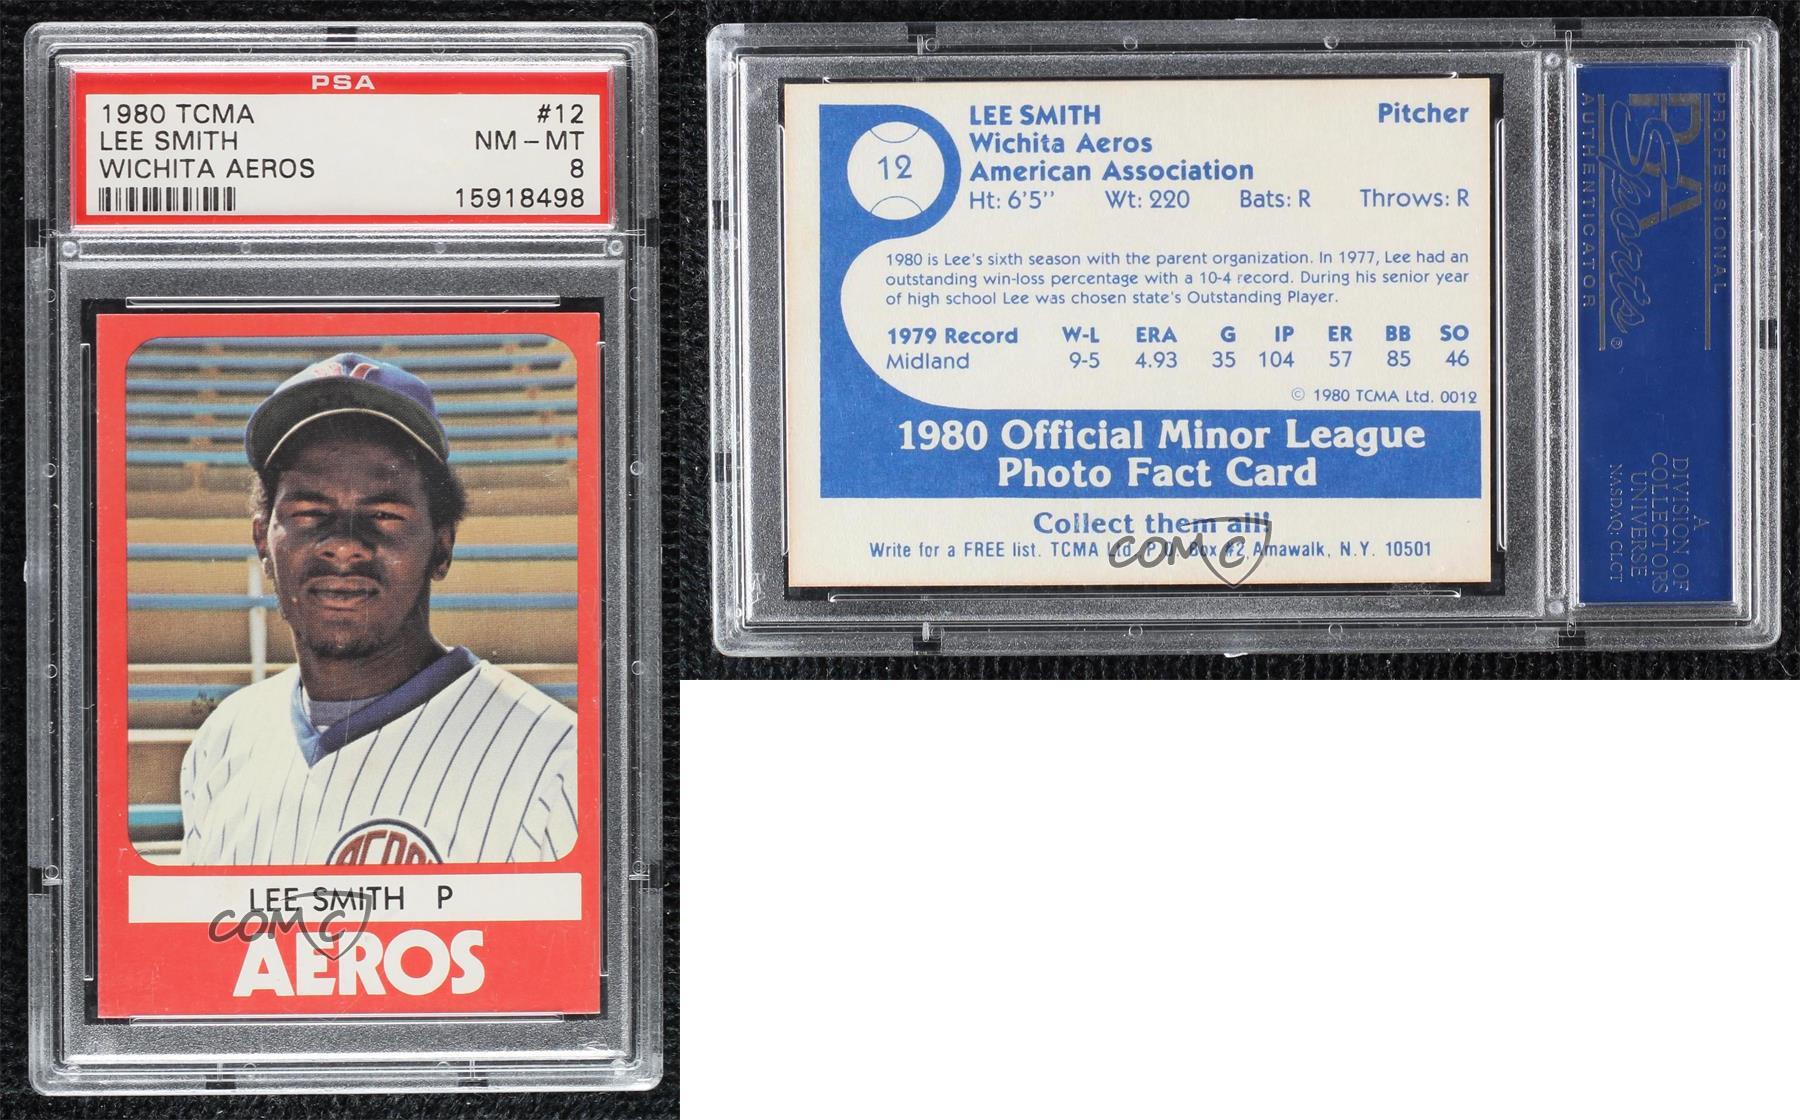 PSA
1980 TCMA #12
LEE SMITH NM - MT
WICHITA AEROS 8
15918498
AEROS
LEE SMITH P
COMC
AEROS
LEE SMITH Pitcher
Wichita Aeros
12
American Association
Ht: 6'5" Wt: 220 Bats: R Throws: R
1980 is Lee's sixth season with the parent organization. In 1977, Lee had an
outstanding win-loss percentage with a 10-4 record. During his senior year
of high school Lee was chosen state's Outstanding Player.
1979 Record W-L ERA G IP ER BB SO
Midland 9-5 4.93 35 104 57 85 46
© 1980 TCMA Ltd. 0012
1980 Official Minor League
Photo Fact Card
Collect them all!
Write for a FREE list. TCMA Ltd. P.O. Box #2, Amawalk, N.Y. 10501
COMC
PROFESSIONAL
PSA
Sports®
AUTHENTICATOR
A
DIVISION OF
COLLECTORS
UNIVERSE
NASDAQ: CLCT